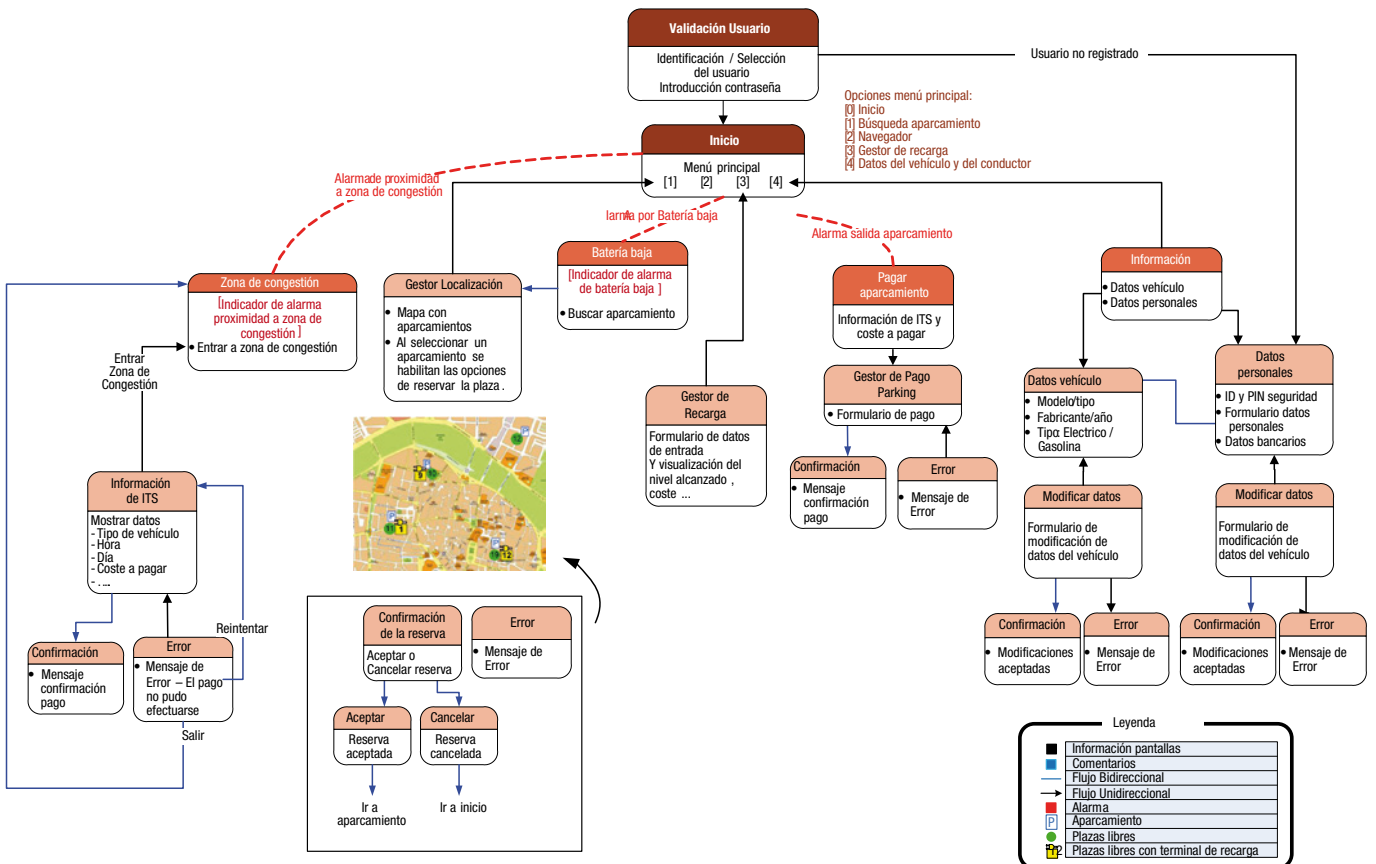 Validación Usuario
Identificación / Selección
del usuario
Introducción contraseña
Usuario no registrado
Opciones menú principal:
[0] Inicio
[1] Búsqueda aparcamiento
[2] Navegador
[3] Gestor de recarga
[4] Datos del vehículo y del conductor
Inicio
Menú principal
[1] [2] [3] [4]
Alarmade proximidad
a zona de congestión
larmA por Batería baja
Alarma salida aparcamiento
Zona de congestión
[Indicador de alarma
proximidad a zona de
congestión ]
• Entrar a zona de congestión
Gestor Localización
• Mapa con
aparcamientos
• Al seleccionar un
aparcamiento se
habilitan las opciones
de reservar la plaza .
Batería baja
[Indicador de alarma
de batería baja ]
• Buscar aparcamiento
Pagar
aparcamiento
Información de ITS y
coste a pagar
Información
• Datos vehículo
• Datos personales
Entrar
Zona de
Congestión
Gestor de
Recarga
Formulario de datos
de entrada
Y visualización del
nivel alcanzado ,
coste ...
Gestor de Pago
Parking
• Formulario de pago
Datos vehículo
• Modelo/tipo
• Fabricante/año
• Tipo: Electrico /
Gasolina
Datos
personales
• ID y PIN seguridad
• Formulario datos
personales
• Datos bancarios
Confirmación
• Mensaje
confirmación
pago
Error
• Mensaje de
Error
Información
de ITS
Mostrar datos
- Tipo de vehículo
- Hora
- Día
- Coste a pagar
- ...
Modificar datos
Formulario de
modificación de
datos del vehículo
Modificar datos
Formulario de
modificación de
datos del vehículo
P
12
9
10
P
11
1
P
19
12
Reintentar
Confirmación
• Mensaje
confirmación
pago
Error
• Mensaje de
Error – El pago
no pudo
efectuarse
Salir
Confirmación
de la reserva
Aceptar o
Cancelar reserva
Error
• Mensaje de
Error
Aceptar
Reserva
aceptada
Cancelar
Reserva
cancelada
Ir a
aparcamiento
Ir a inicio
Confirmación
• Modificaciones
aceptadas
Error
• Mensaje de
Error
Confirmación
• Modificaciones
aceptadas
Error
• Mensaje de
Error
Leyenda
Información pantallas
Comentarios
Flujo Bidireccional
Flujo Unidireccional
Alarma
P Aparcamiento
Plazas libres
12 Plazas libres con terminal de recarga